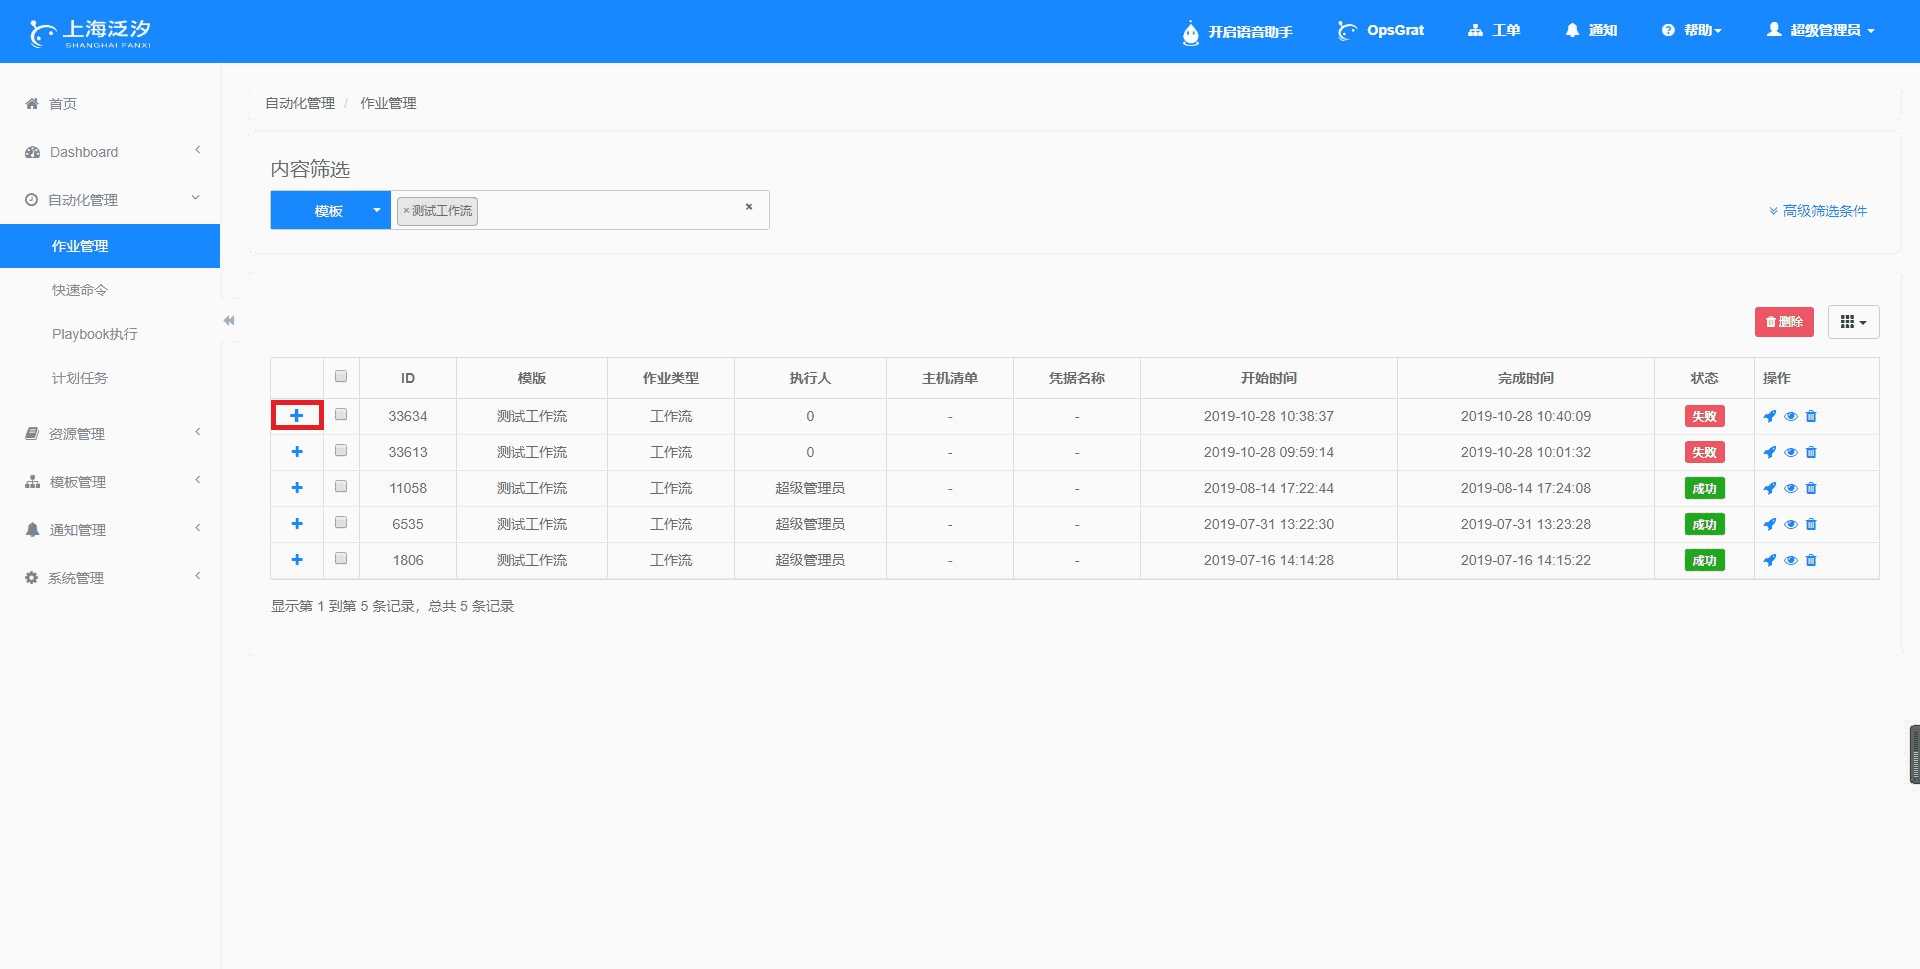 上海泛汐
SHANGHAI FANXI
开启语音助手 OpsGrat 工单 通知 帮助 超级管理员
首页
Dashboard
自动化管理
作业管理
快速命令
Playbook执行
计划任务
资源管理
模板管理
通知管理
系统管理
自动化管理 / 作业管理
内容筛选
模板 ×测试工作流 ×
高级筛选条件
删除
ID 模版 作业类型 执行人 主机清单 凭据名称 开始时间 完成时间 状态 操作
33634 测试工作流 工作流 0 - - 2019-10-28 10:38:37 2019-10-28 10:40:09 失败
33613 测试工作流 工作流 0 - - 2019-10-28 09:59:14 2019-10-28 10:01:32 失败
11058 测试工作流 工作流 超级管理员 - - 2019-08-14 17:22:44 2019-08-14 17:24:08 成功
6535 测试工作流 工作流 超级管理员 - - 2019-07-31 13:22:30 2019-07-31 13:23:28 成功
1806 测试工作流 工作流 超级管理员 - - 2019-07-16 14:14:28 2019-07-16 14:15:22 成功
显示第 1 到第 5 条记录，总共 5 条记录